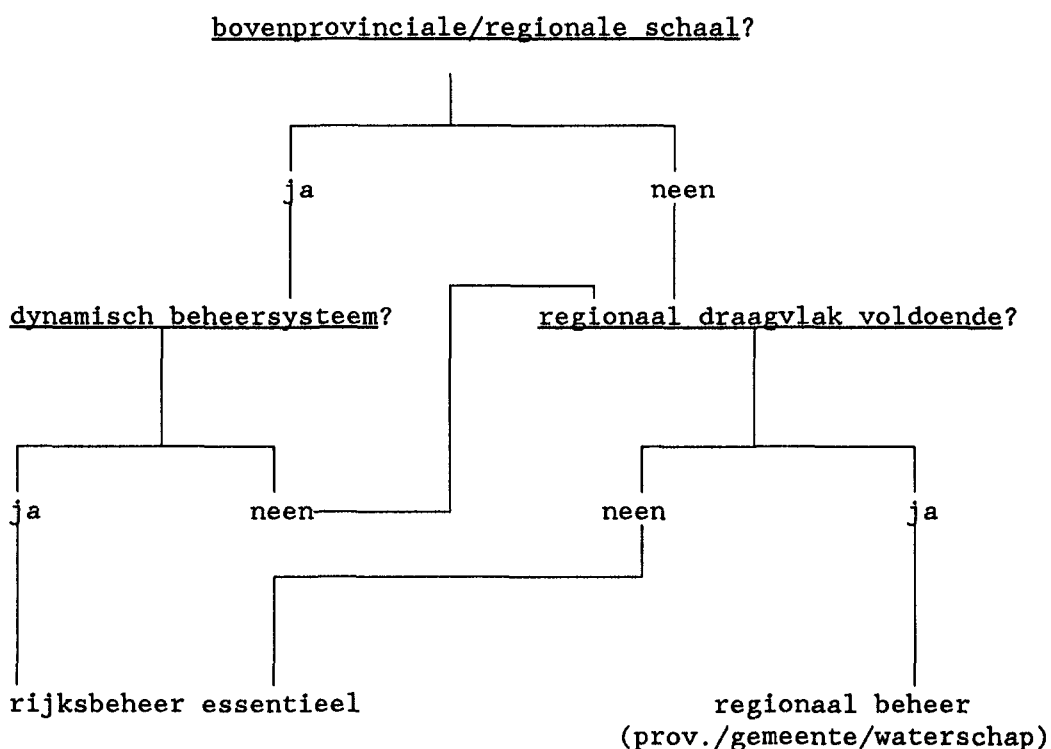 bovenprovinciale/regionale schaal?
ja
neen
dynamisch beheersysteem?
regionaal draagvlak voldoende?
ja
neen
neen
ja
rijksbeheer essentieel
regionaal beheer
(prov./gemeente/waterschap)